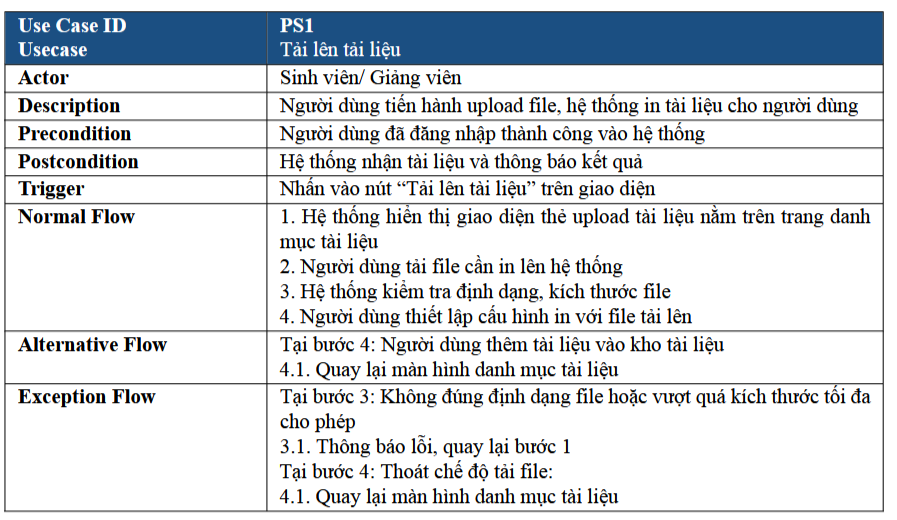 Use Case ID PS1
Usecase Tải lên tài liệu
Actor Sinh viên/ Giảng viên
Description Người dùng tiến hành upload file, hệ thống in tài liệu cho người dùng
Precondition Người dùng đã đăng nhập thành công vào hệ thống
Postcondition Hệ thống nhận tài liệu và thông báo kết quả
Trigger Nhấn vào nút “Tải lên tài liệu” trên giao diện
Normal Flow 1. Hệ thống hiển thị giao diện thẻ upload tài liệu nằm trên trang danh
mục tài liệu
2. Người dùng tải file cần in lên hệ thống
3. Hệ thống kiểm tra định dạng, kích thước file
4. Người dùng thiết lập cấu hình in với file tải lên
Alternative Flow Tại bước 4: Người dùng thêm tài liệu vào kho tài liệu
4.1. Quay lại màn hình danh mục tài liệu
Exception Flow Tại bước 3: Không đúng định dạng file hoặc vượt quá kích thước tối đa
cho phép
3.1. Thông báo lỗi, quay lại bước 1
Tại bước 4: Thoát chế độ tải file:
4.1. Quay lại màn hình danh mục tài liệu